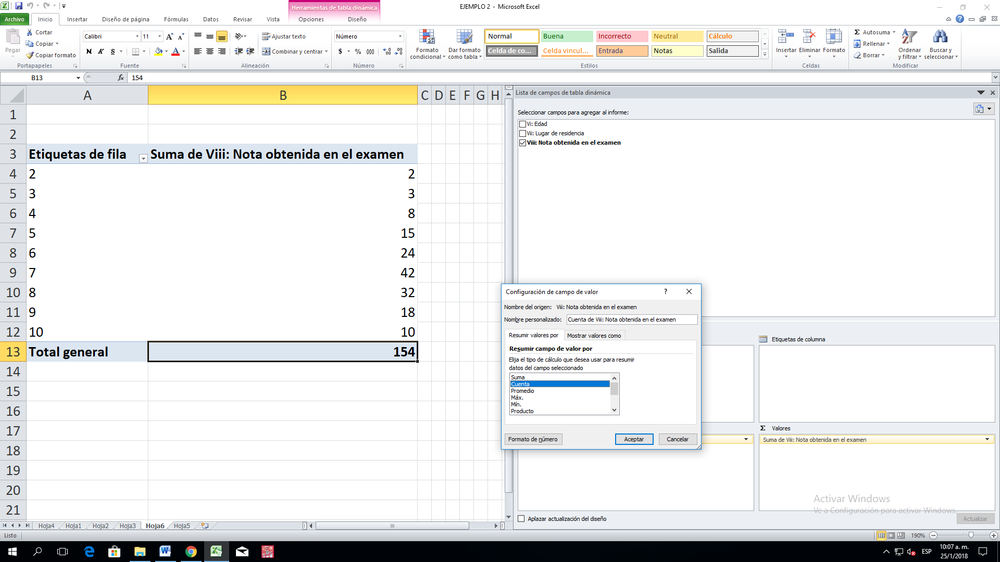 EJEMPLO 2 - Microsoft Excel
Herramientas de tabla dinámica
Archivo Inicio Insertar Diseño de página Fórmulas Datos Revisar Vista Opciones Diseño
Pegar
Cortar
Copiar
Copiar formato
Portapapeles
Calibri 11
N K S
Fuente
Ajustar texto
Combinar y centrar
Alineación
Número
$ % 000
Número
Formato condicional
Dar formato como tabla
Normal Buena Incorrecto Neutral Cálculo
Celda de co... Celda vincul... Entrada Notas Salida
Estilos
Insertar Eliminar Formato
Celdas
Σ Autosuma
Rellenar
Borrar
Ordenar y filtrar
Buscar y seleccionar
Modificar
B13 fx 154
A B C D E F G H
1
2
3 Etiquetas de fila Suma de Viii: Nota obtenida en el examen
4 2 2
5 3 3
6 4 8
7 5 15
8 6 24
9 7 42
10 8 32
11 9 18
12 10 10
13 Total general 154
14
15
16
17
18
19
20
21
Lista de campos de tabla dinámica
Seleccionar campos para agregar al informe:
Vi: Edad
Vii: Lugar de residencia
Viii: Nota obtenida en el examen
Configuración de campo de valor ?
Nombre del origen: Viii: Nota obtenida en el examen
Nombre personalizado: Cuenta de Viii: Nota obtenida en el examen
Resumir valores por Mostrar valores como
Resumir campo de valor por
Elija el tipo de cálculo que desea usar para resumir
datos del campo seleccionado
Suma
Cuenta
Promedio
Máx.
Mín.
Producto
Formato de número Aceptar Cancelar
Etiquetas de columna
Σ Valores
Suma de Viii: Nota obtenida en el examen
Activar Windows
Ve a Configuración para activar Windows.
Aplazar actualización del diseño Actualizar
Hoja4 Hoja1 Hoja2 Hoja3 Hoja6 Hoja5
Listo 190%
ESP
10:07 a. m.
25/1/2018